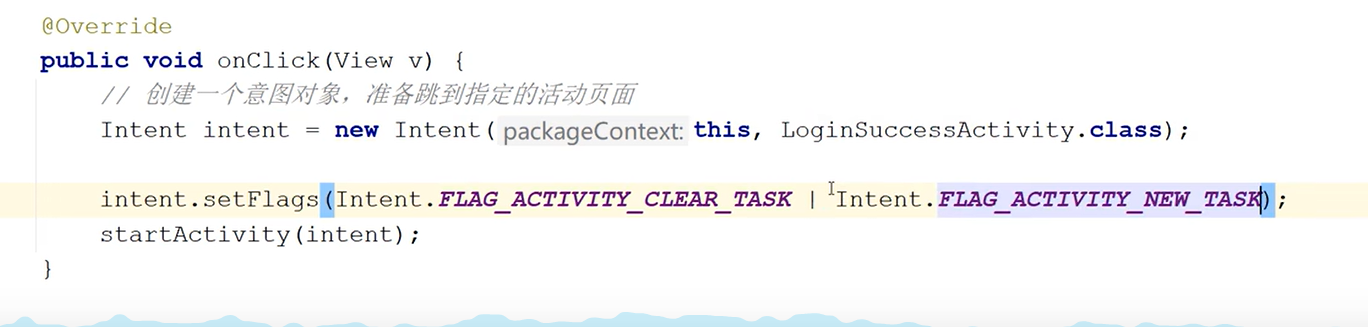 @Override
public void onClick(View v) {
// 创建一个意图对象，准备跳到指定的活动页面
Intent intent = new Intent( packageContext: this, LoginSuccessActivity.class);
intent.setFlags(Intent.FLAG_ACTIVITY_CLEAR_TASK | Intent.FLAG_ACTIVITY_NEW_TASK);
startActivity(intent);
}